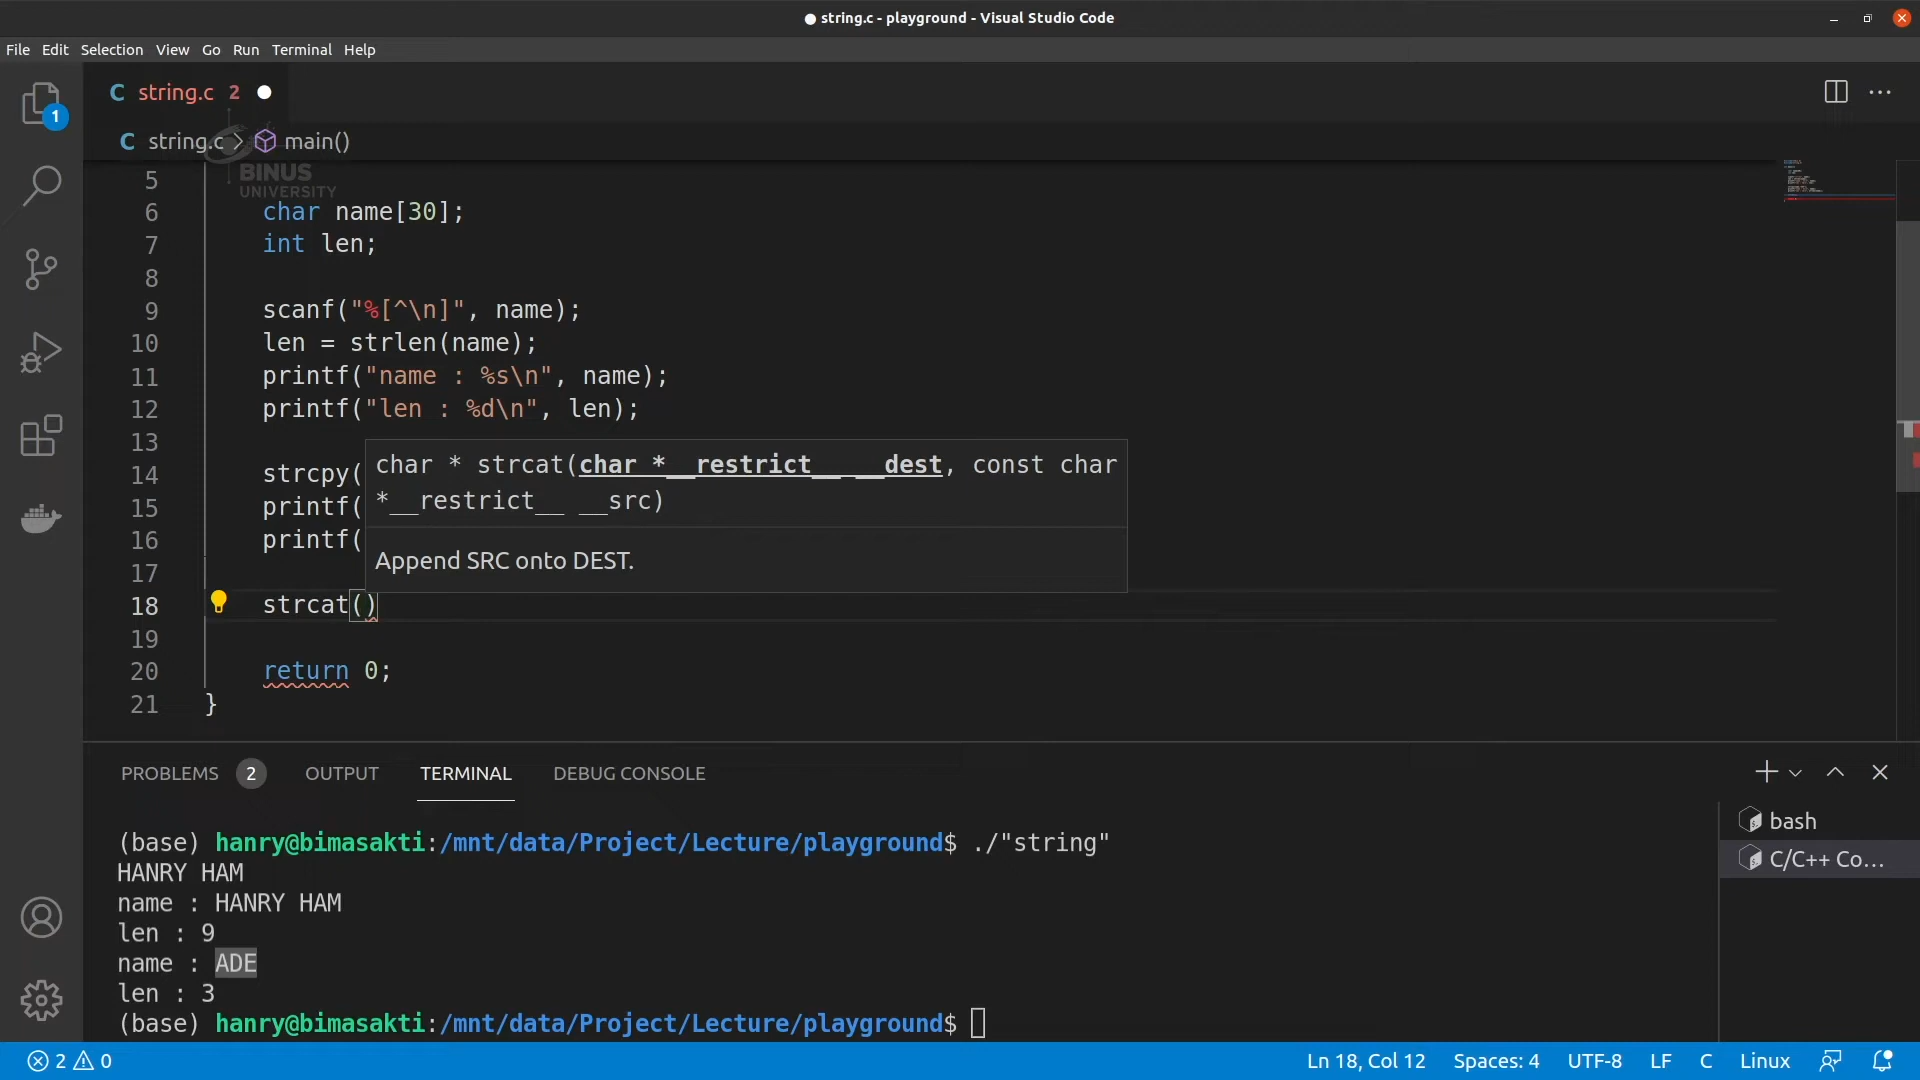 ● string.c - playground - Visual Studio Code
File Edit Selection View Go Run Terminal Help
C string.c 2 ●
1
C string.c > main()
BINUS
UNIVERSITY
5
6 char name[30];
7 int len;
8
9 scanf("%[^\n]", name);
10 len = strlen(name);
11 printf("name : %s\n", name);
12 printf("len : %d\n", len);
13
14 strcpy(
15 printf(
16 printf(
char * strcat(char *__restrict__ __dest, const char
*__restrict__ __src)
Append SRC onto DEST.
17
18 strcat()
19
20 return 0;
21 }
PROBLEMS 2 OUTPUT TERMINAL DEBUG CONSOLE
(base) hanry@bimasakti:/mnt/data/Project/Lecture/playground$ ./"string"
HANRY HAM
name : HANRY HAM
len : 9
name : ADE
len : 3
(base) hanry@bimasakti:/mnt/data/Project/Lecture/playground$
bash
C/C++ Co...
2 0
Ln 18, Col 12 Spaces: 4 UTF-8 LF C Linux